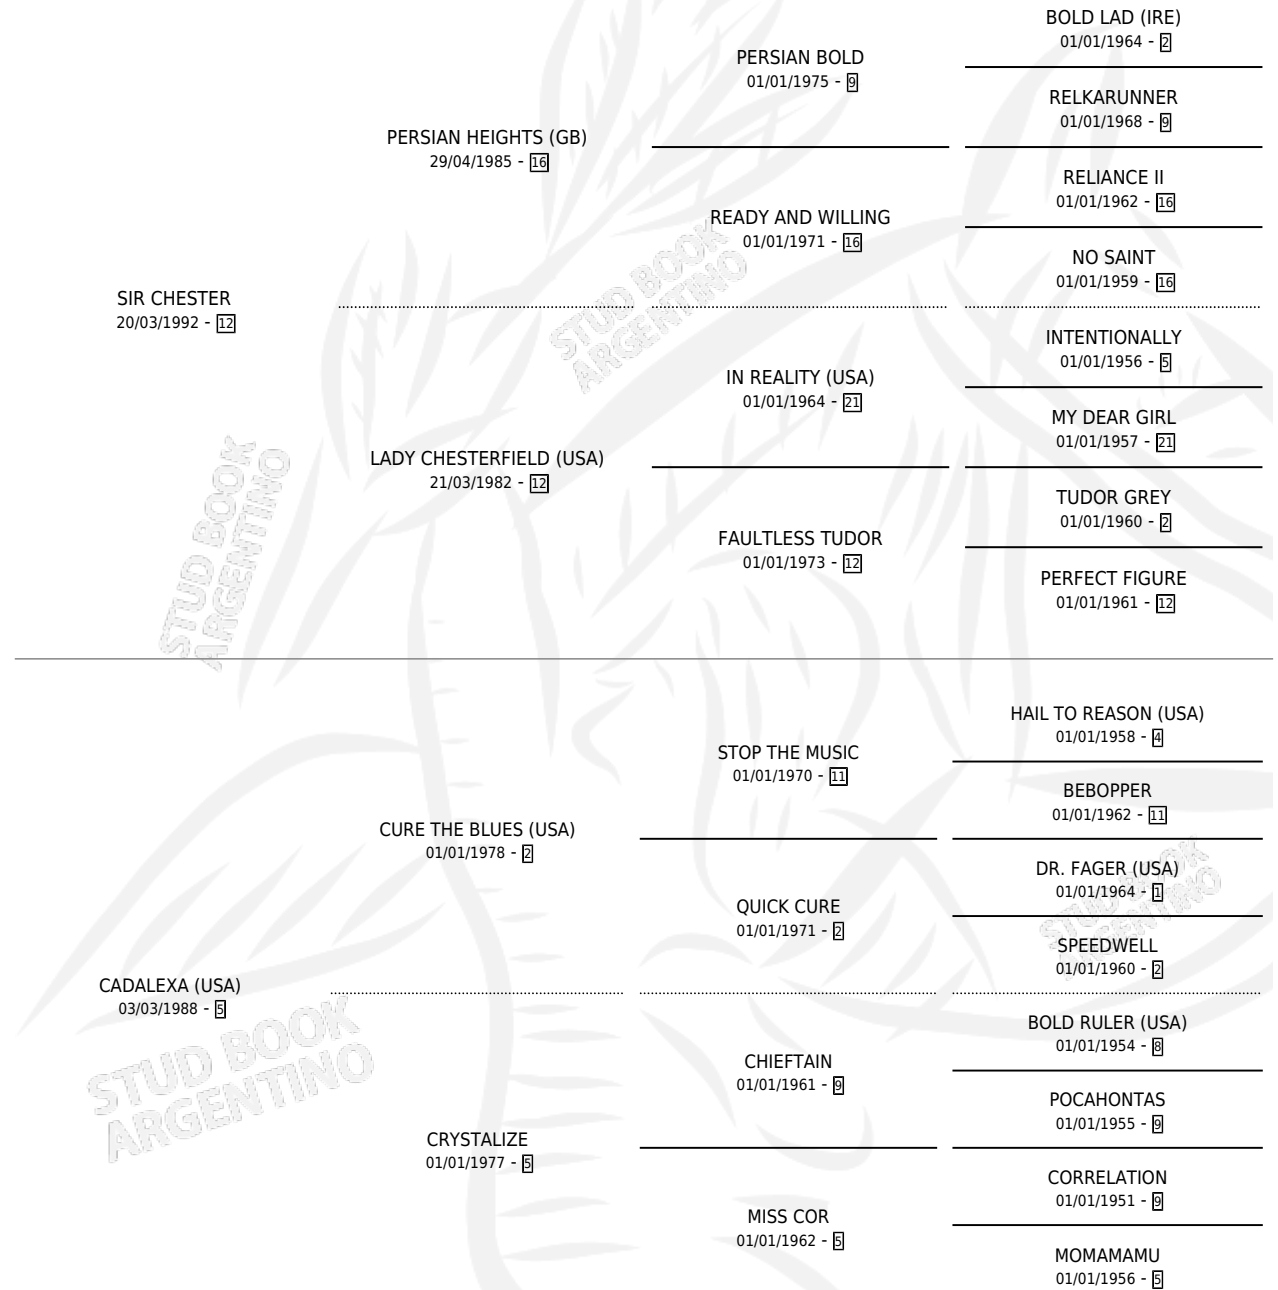 BOLD LAD (IRE)
01/01/1964 - 2
PERSIAN BOLD
01/01/1975 - 9
RELKARUNNER
01/01/1968 - 9
PERSIAN HEIGHTS (GB)
29/04/1985 - 16
RELIANCE II
01/01/1962 - 16
READY AND WILLING
01/01/1971 - 16
NO SAINT
01/01/1959 - 16
SIR CHESTER
20/03/1992 - 12
STUD BOOK
ARGENTINO
INTENTIONALLY
01/01/1956 - 5
IN REALITY (USA)
01/01/1964 - 21
MY DEAR GIRL
01/01/1957 - 21
LADY CHESTERFIELD (USA)
21/03/1982 - 12
TUDOR GREY
01/01/1960 - 2
FAULTLESS TUDOR
01/01/1973 - 12
PERFECT FIGURE
01/01/1961 - 12
STUD BOOK
ARGENTINO
HAIL TO REASON (USA)
01/01/1958 - 4
STOP THE MUSIC
01/01/1970 - 11
BEBOPPER
01/01/1962 - 11
CURE THE BLUES (USA)
01/01/1978 - 2
DR. FAGER (USA)
01/01/1964 - 1
QUICK CURE
01/01/1971 - 2
STUD BOOK
ARGENTINO
SPEEDWELL
01/01/1960 - 2
CADALEXA (USA)
03/03/1988 - 5
STUD BOOK
ARGENTINO
BOLD RULER (USA)
01/01/1954 - 8
CHIEFTAIN
01/01/1961 - 9
POCAHONTAS
01/01/1955 - 9
CRYSTALIZE
01/01/1977 - 5
CORRELATION
01/01/1951 - 9
MISS COR
01/01/1962 - 5
MOMAMAMU
01/01/1956 - 5